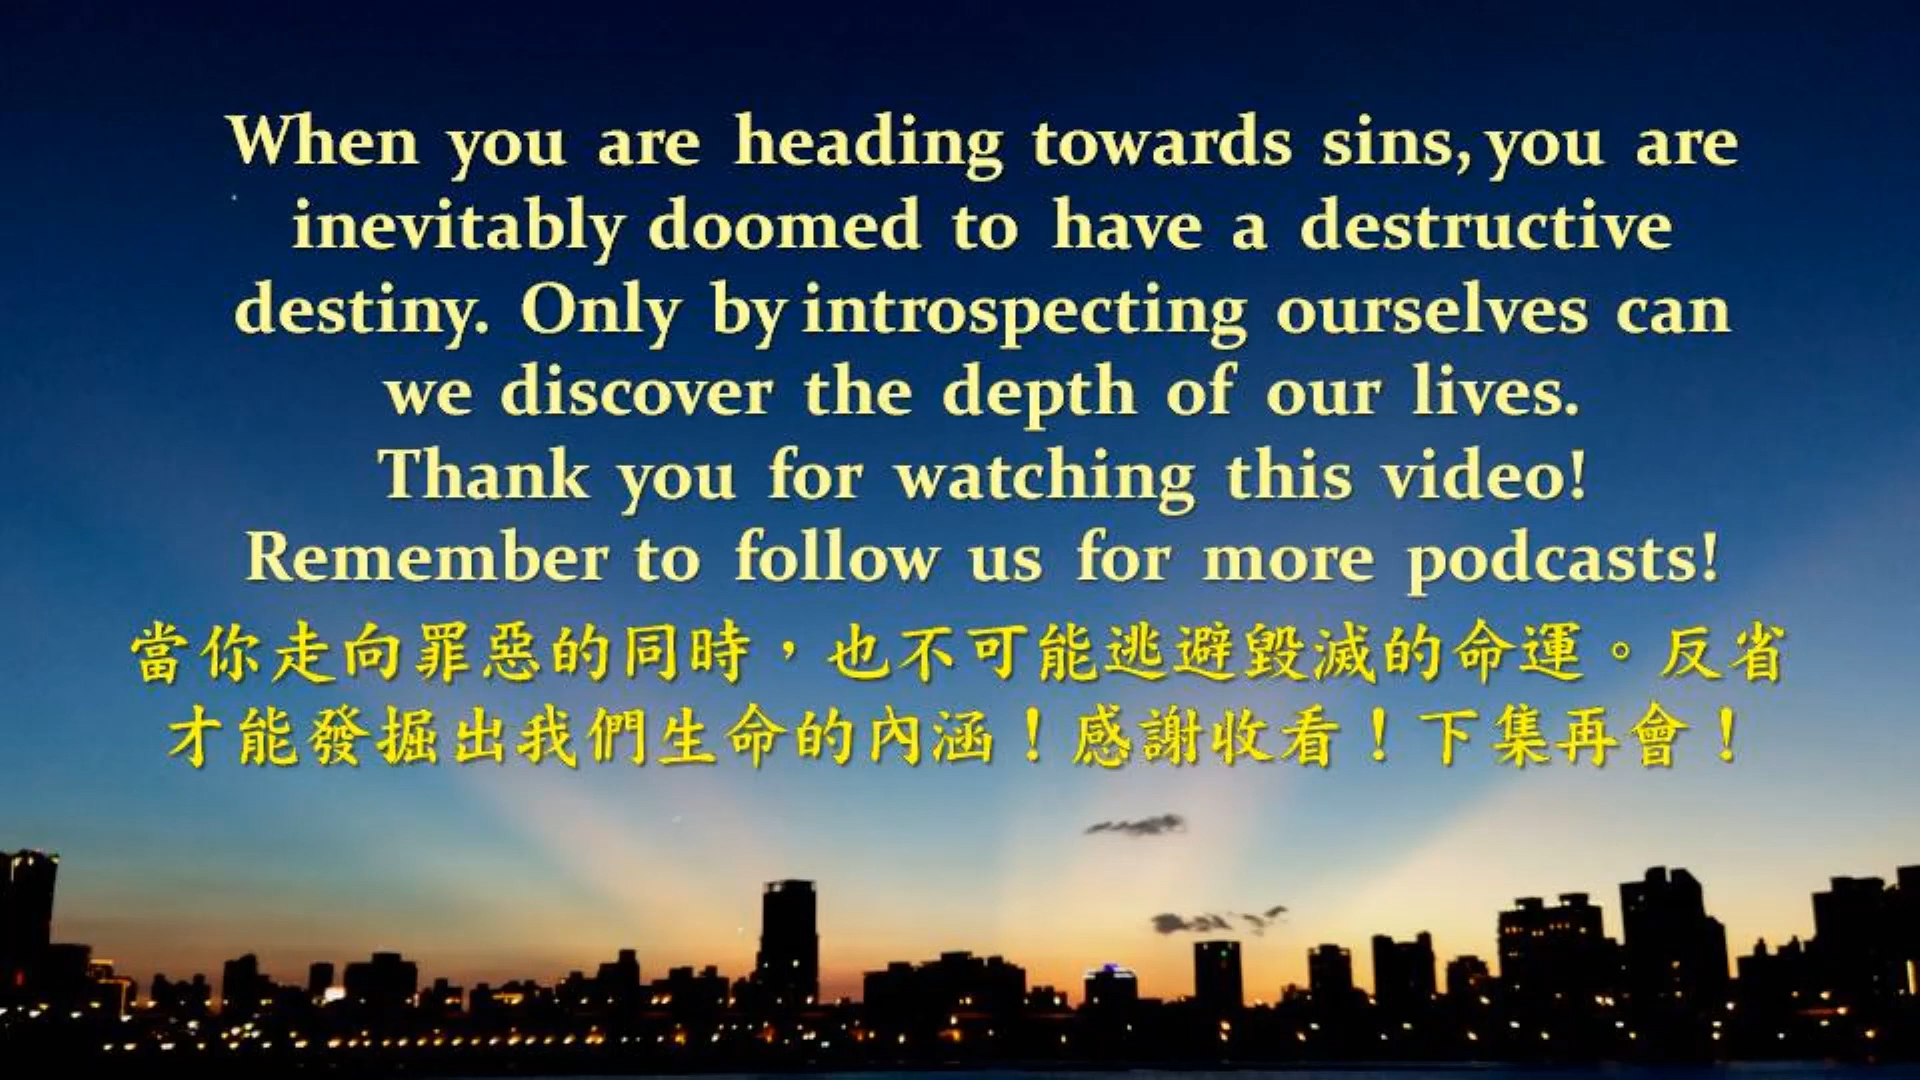 When you are heading towards sins, you are
inevitably doomed to have a destructive
destiny. Only by introspecting ourselves can
we discover the depth of our lives.
Thank you for watching this video!
Remember to follow us for more podcasts!
當你走向罪惡的同時，也不可能逃避毀滅的命運。反省
才能發掘出我們生命的內涵！感謝收看！下集再會！